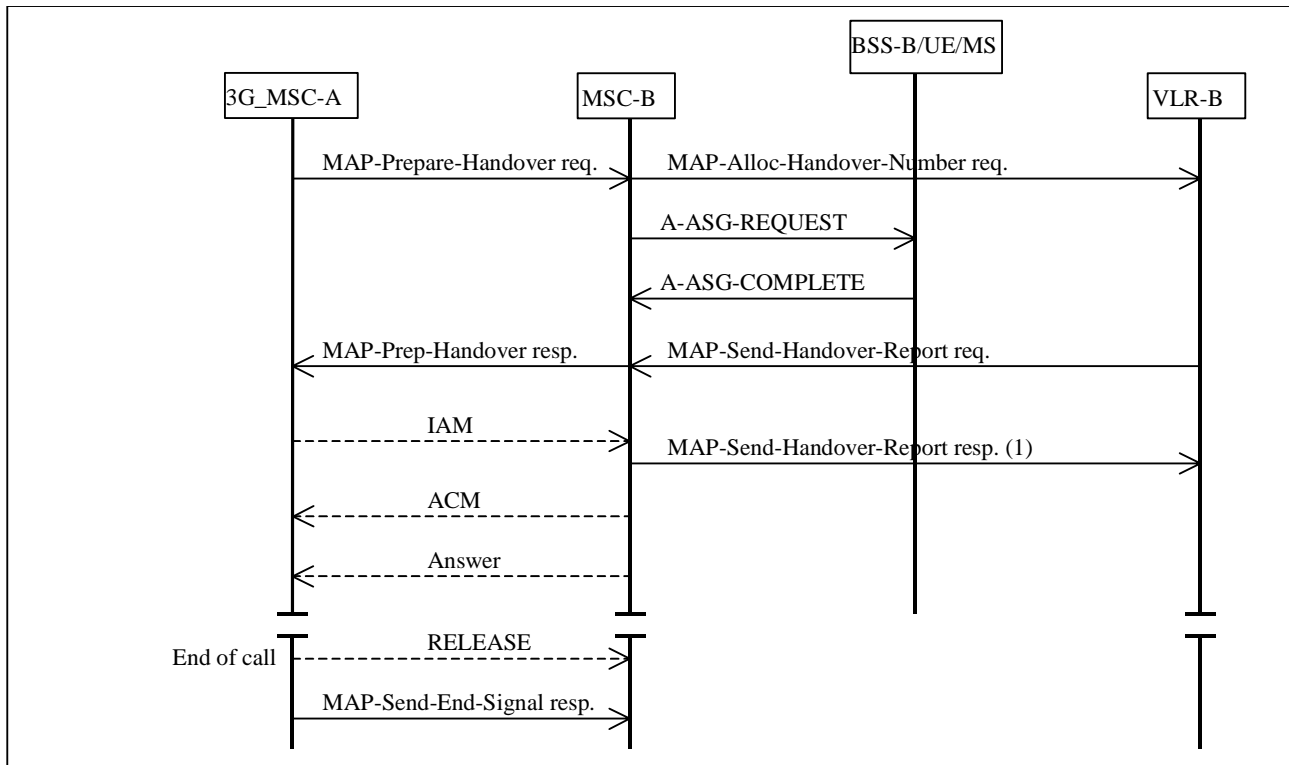 BSS-B/UE/MS
3G_MSC-A
MSC-B
VLR-B
MAP-Prepare-Handover req.
MAP-Alloc-Handover-Number req.
A-ASG-REQUEST
A-ASG-COMPLETE
MAP-Prep-Handover resp.
MAP-Send-Handover-Report req.
IAM
MAP-Send-Handover-Report resp. (1)
ACM
Answer
RELEASE
End of call
MAP-Send-End-Signal resp.